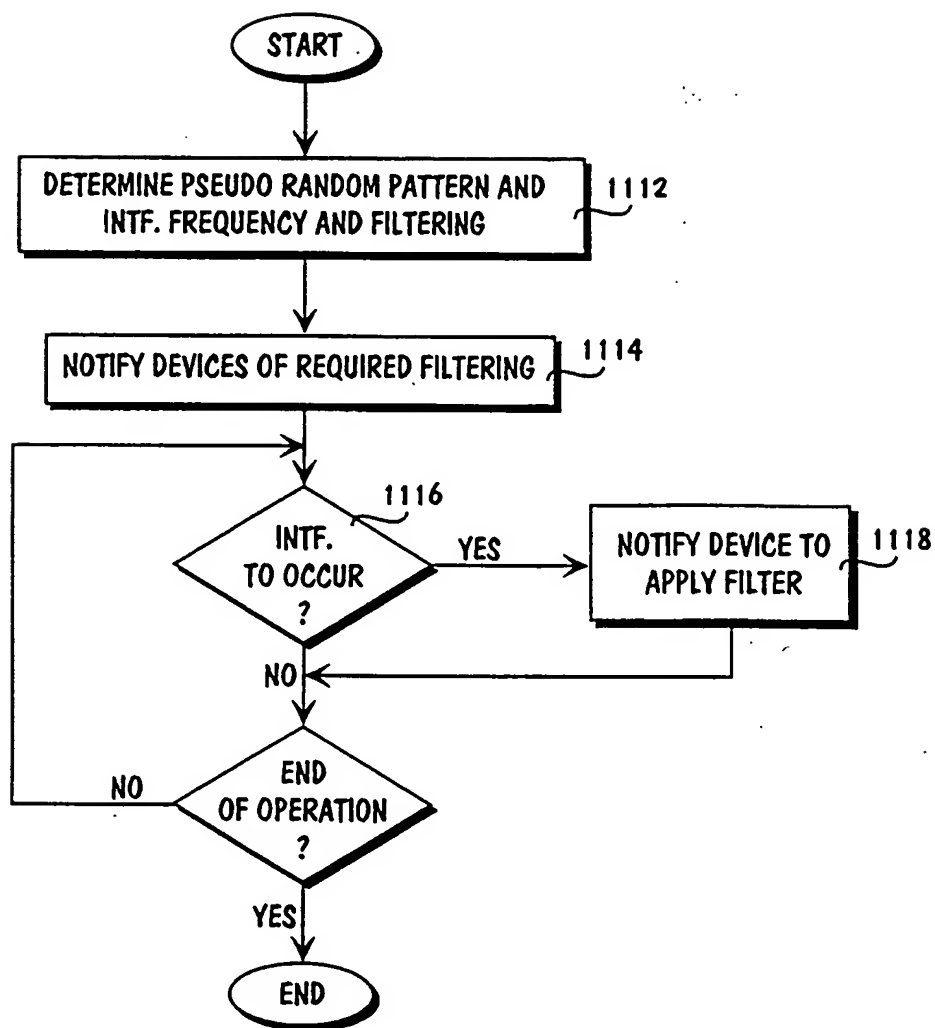 START
DETERMINE PSEUDO RANDOM PATTERN AND
INTF. FREQUENCY AND FILTERING
1112
NOTIFY DEVICES OF REQUIRED FILTERING
1114
1116
INTF.
TO OCCUR
?
YES
NOTIFY DEVICE TO
APPLY FILTER
1118
NO
END
OF OPERATION
?
NO
YES
END